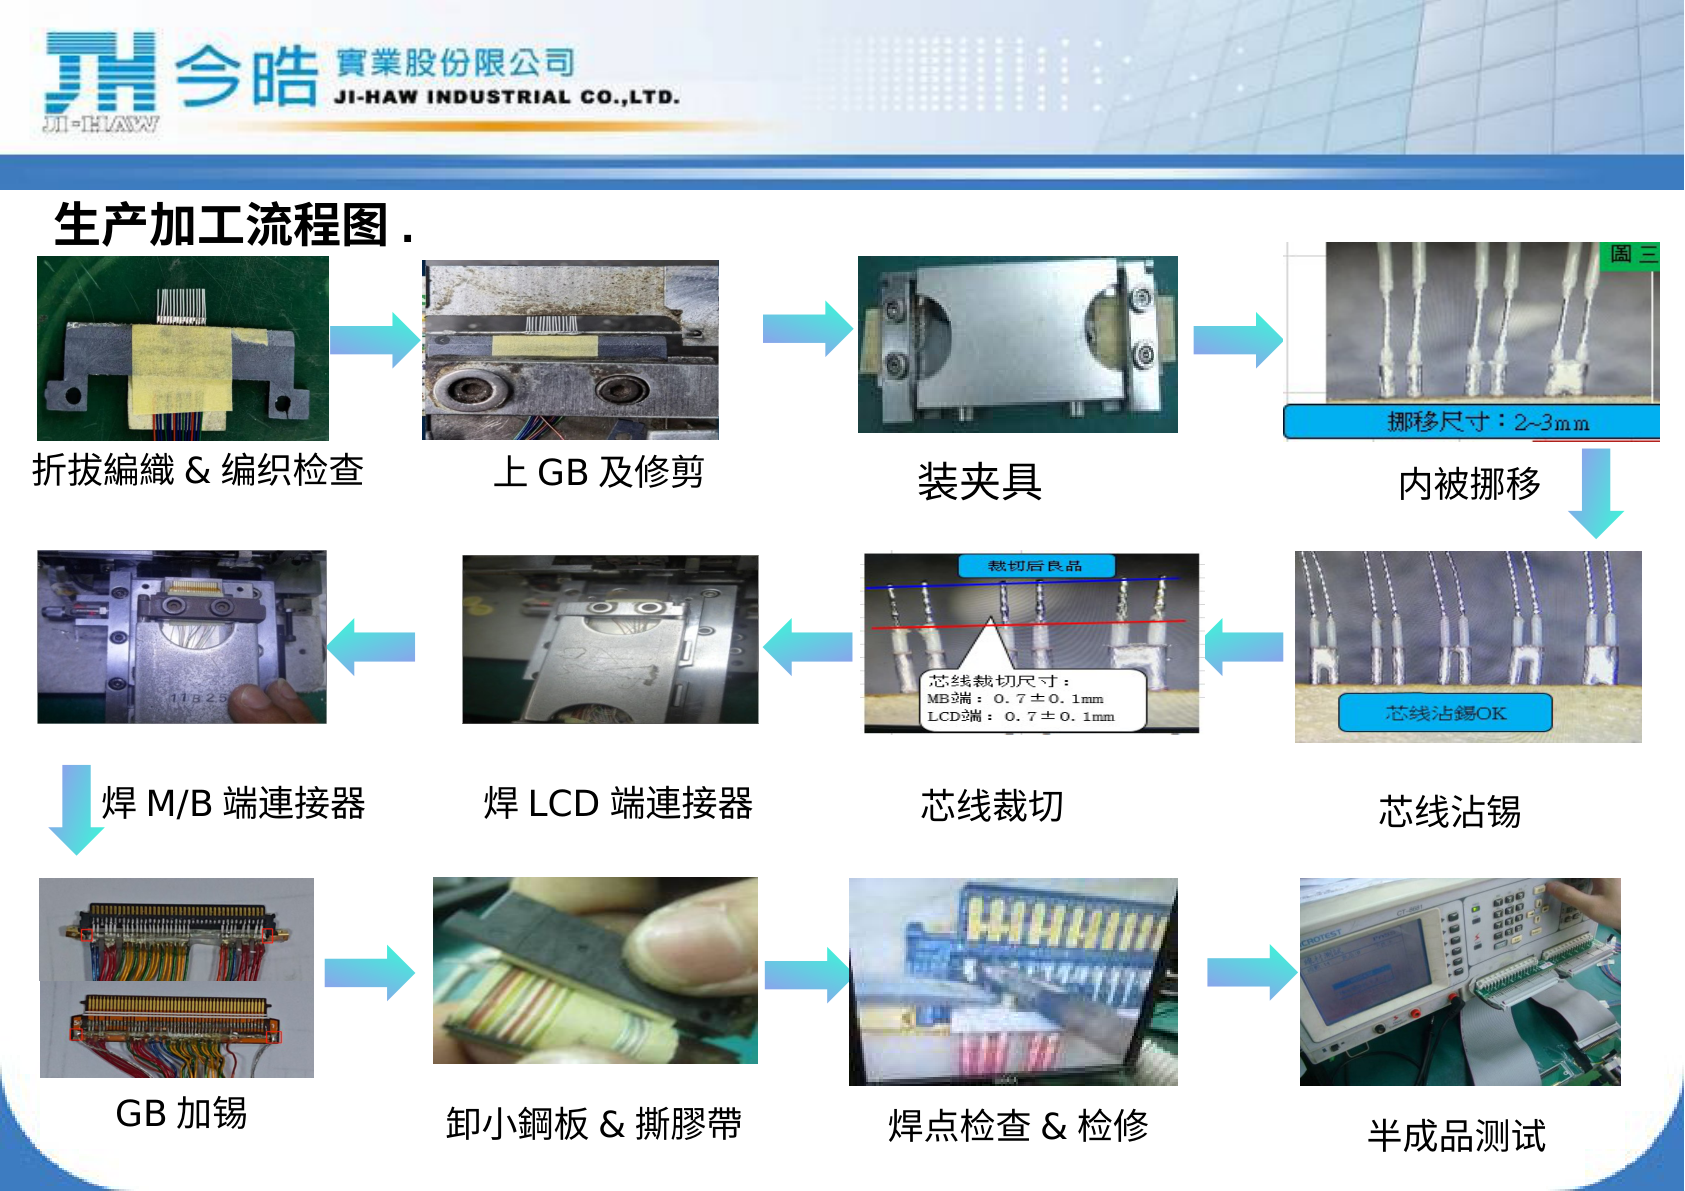 JH 今皓 實業股份限公司
JI-HAW INDUSTRIAL CO.,LTD.
JI-HAW
生产加工流程图 .
圖 三
挪移尺寸：2~3mm
折拔編織 & 编织检查
上 GB 及修剪
装夹具
内被挪移
裁切后良品
芯线裁切尺寸：
MB端：0.7±0.1mm
LCD端：0.7±0.1mm
芯线沾錫OK
11825
焊 M/B 端連接器
焊 LCD 端連接器
芯线裁切
芯线沾锡
GB 加锡
卸小鋼板 & 撕膠帶
焊点检查 & 检修
半成品测试